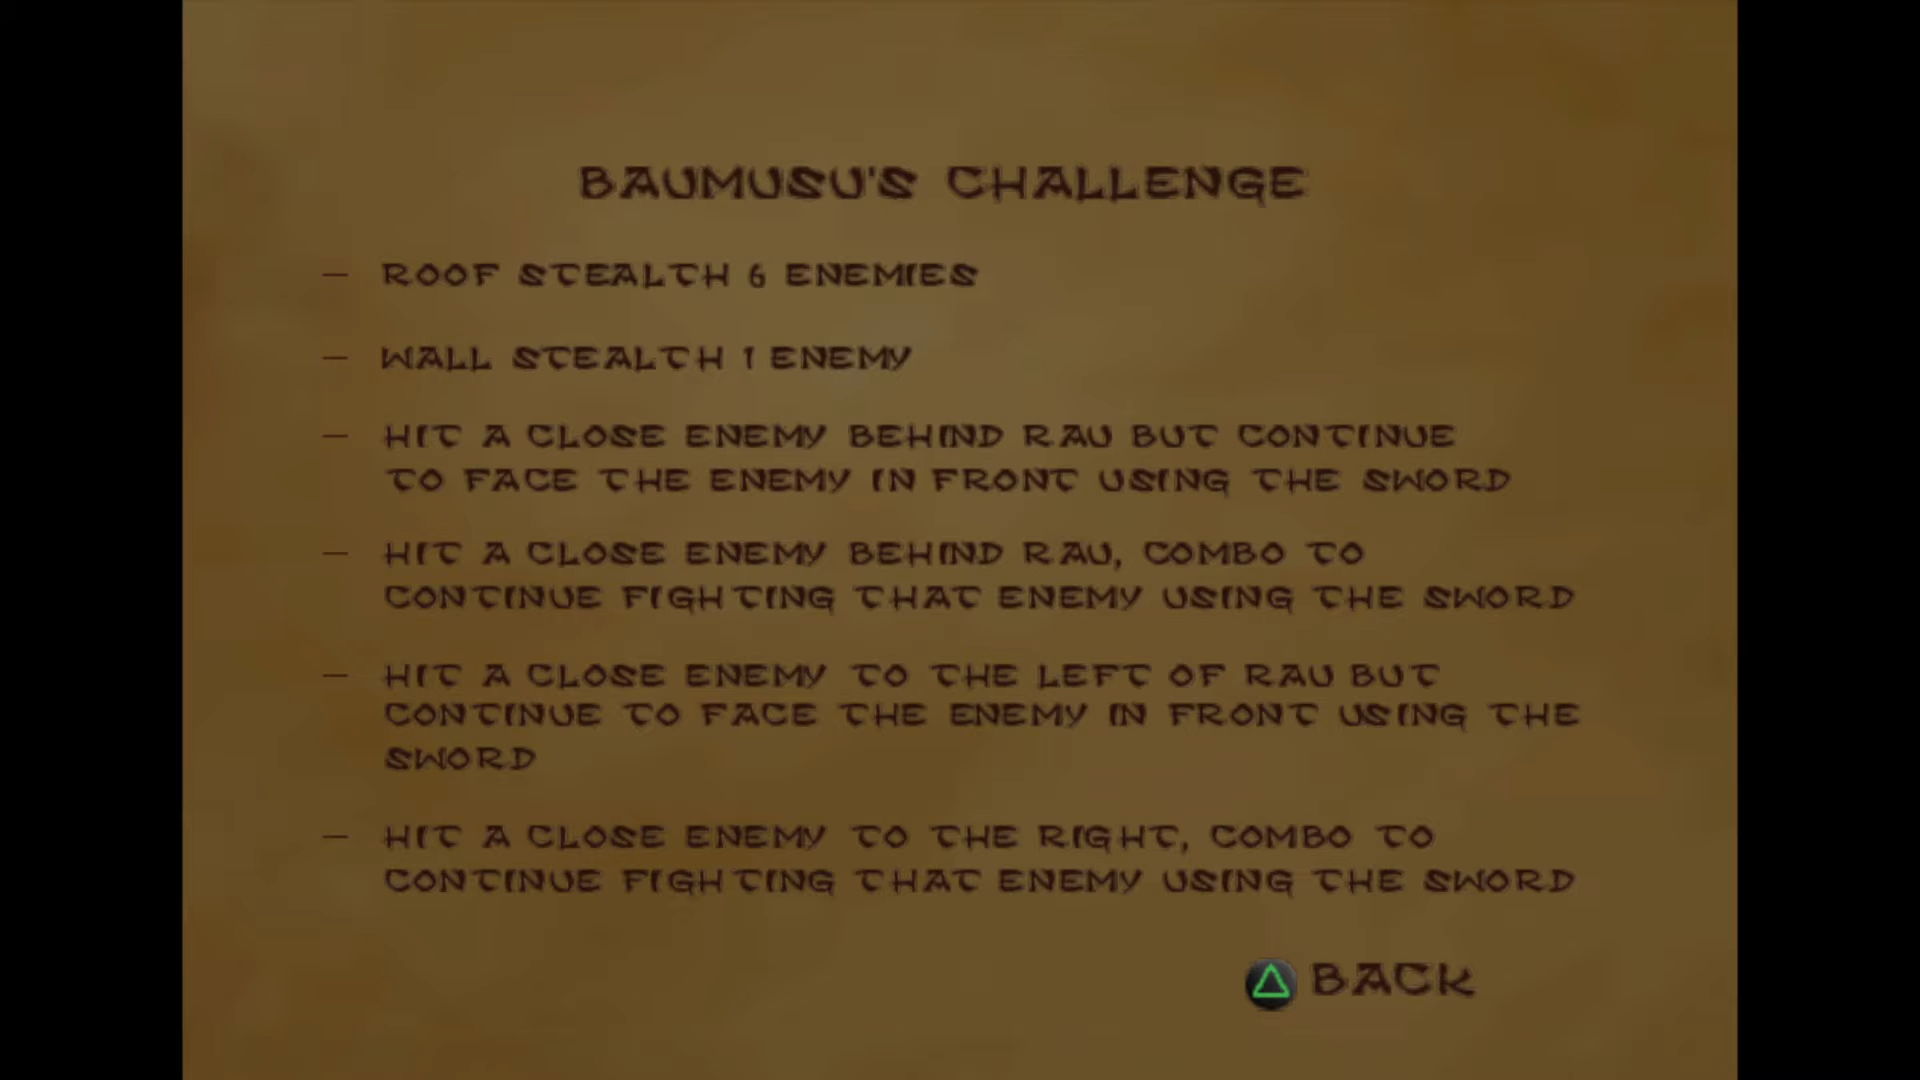 BAUMUSU'S CHALLENGE
— ROOF STEALTH 6 ENEMIES
— WALL STEALTH 1 ENEMY
— HIT A CLOSE ENEMY BEHIND RAU BUT CONTINUE
TO FACE THE ENEMY IN FRONT USING THE SWORD
— HIT A CLOSE ENEMY BEHIND RAU, COMBO TO
CONTINUE FIGHTING THAT ENEMY USING THE SWORD
— HIT A CLOSE ENEMY TO THE LEFT OF RAU BUT
CONTINUE TO FACE THE ENEMY IN FRONT USING THE
SWORD
— HIT A CLOSE ENEMY TO THE RIGHT, COMBO TO
CONTINUE FIGHTING THAT ENEMY USING THE SWORD
BACK